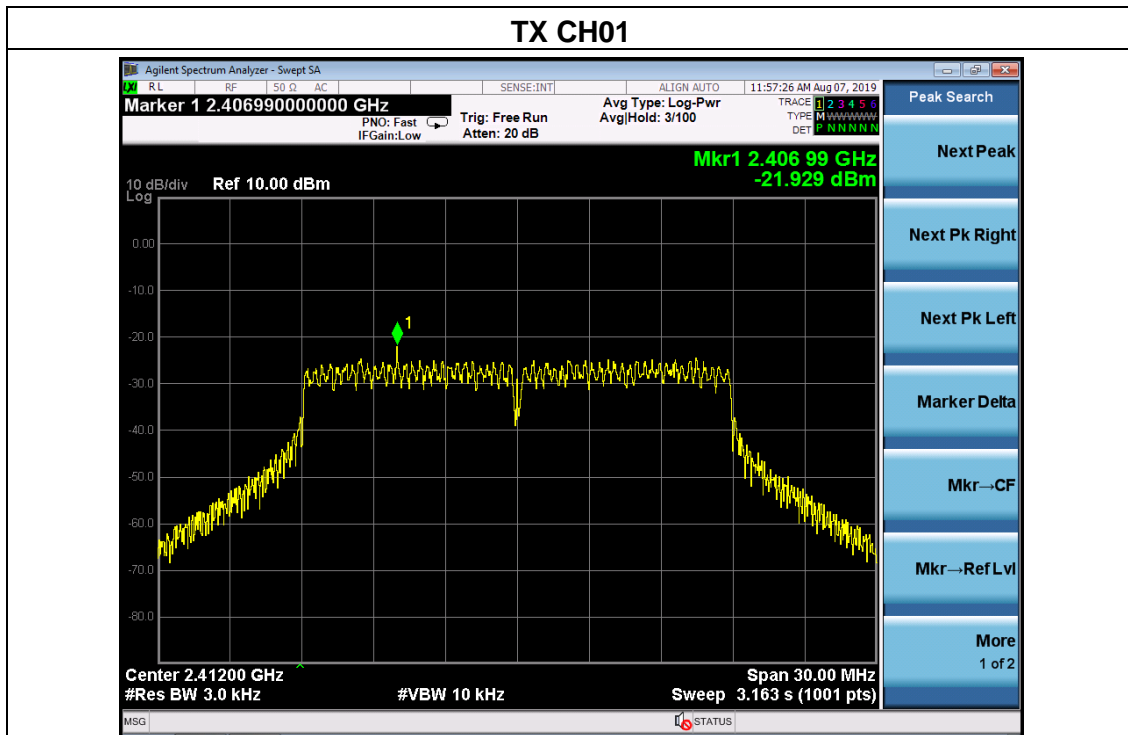 TX CH01
Agilent Spectrum Analyzer - Swept SA
LXI RL RF 50 Ω AC SENSE:INT ALIGN AUTO 11:57:26 AM Aug 07, 2019
Marker 1 2.406990000000 GHz
PNO: Fast
IFGain:Low
Trig: Free Run
Atten: 20 dB
Avg Type: Log-Pwr
Avg|Hold: 3/100
TRACE 1 2 3 4 5 6
TYPE M WWWWW
DET P N N N N N
Mkr1 2.406 99 GHz
-21.929 dBm
10 dB/div Ref 10.00 dBm
Log
0.00
-10.0
-20.0
-30.0
-40.0
-50.0
-60.0
-70.0
-80.0
1
Center 2.41200 GHz
Span 30.00 MHz
#Res BW 3.0 kHz
#VBW 10 kHz
Sweep 3.163 s (1001 pts)
MSG
STATUS
Peak Search
Next Peak
Next Pk Right
Next Pk Left
Marker Delta
Mkr→CF
Mkr→Ref Lvl
More
1 of 2